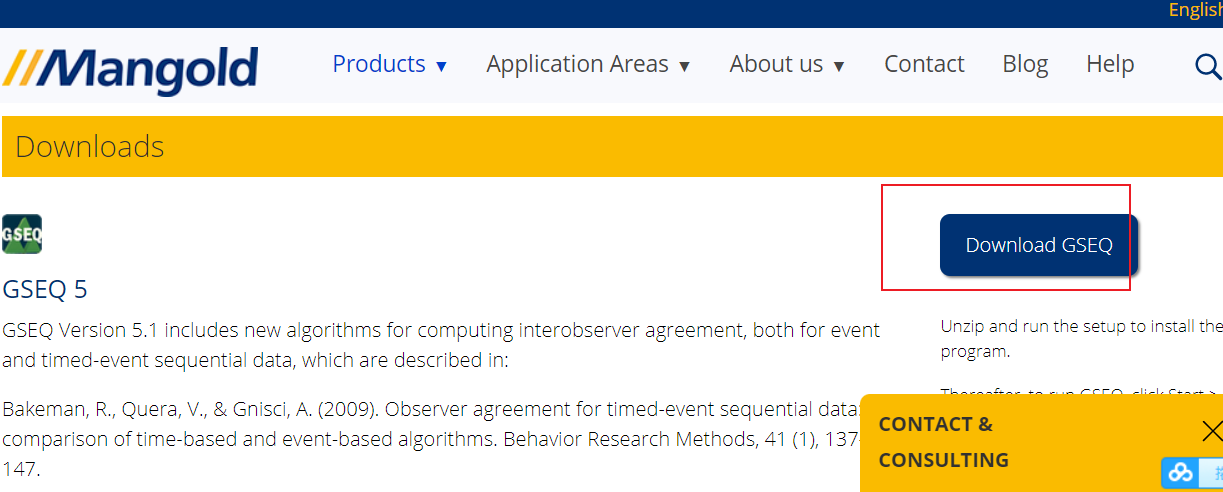 English
//Mangold
Products ▼ Application Areas ▼ About us ▼ Contact Blog Help
Downloads
GSEQ
Download GSEQ
GSEQ 5
GSEQ Version 5.1 includes new algorithms for computing interobserver agreement, both for event
and timed-event sequential data, which are described in:
Unzip and run the setup to install the
program.
Thereafter, to run GSEQ, click Start >
Bakeman, R., Quera, V., & Gnisci, A. (2009). Observer agreement for timed-event sequential data:
comparison of time-based and event-based algorithms. Behavior Research Methods, 41 (1), 137-
147.
CONTACT &
CONSULTING